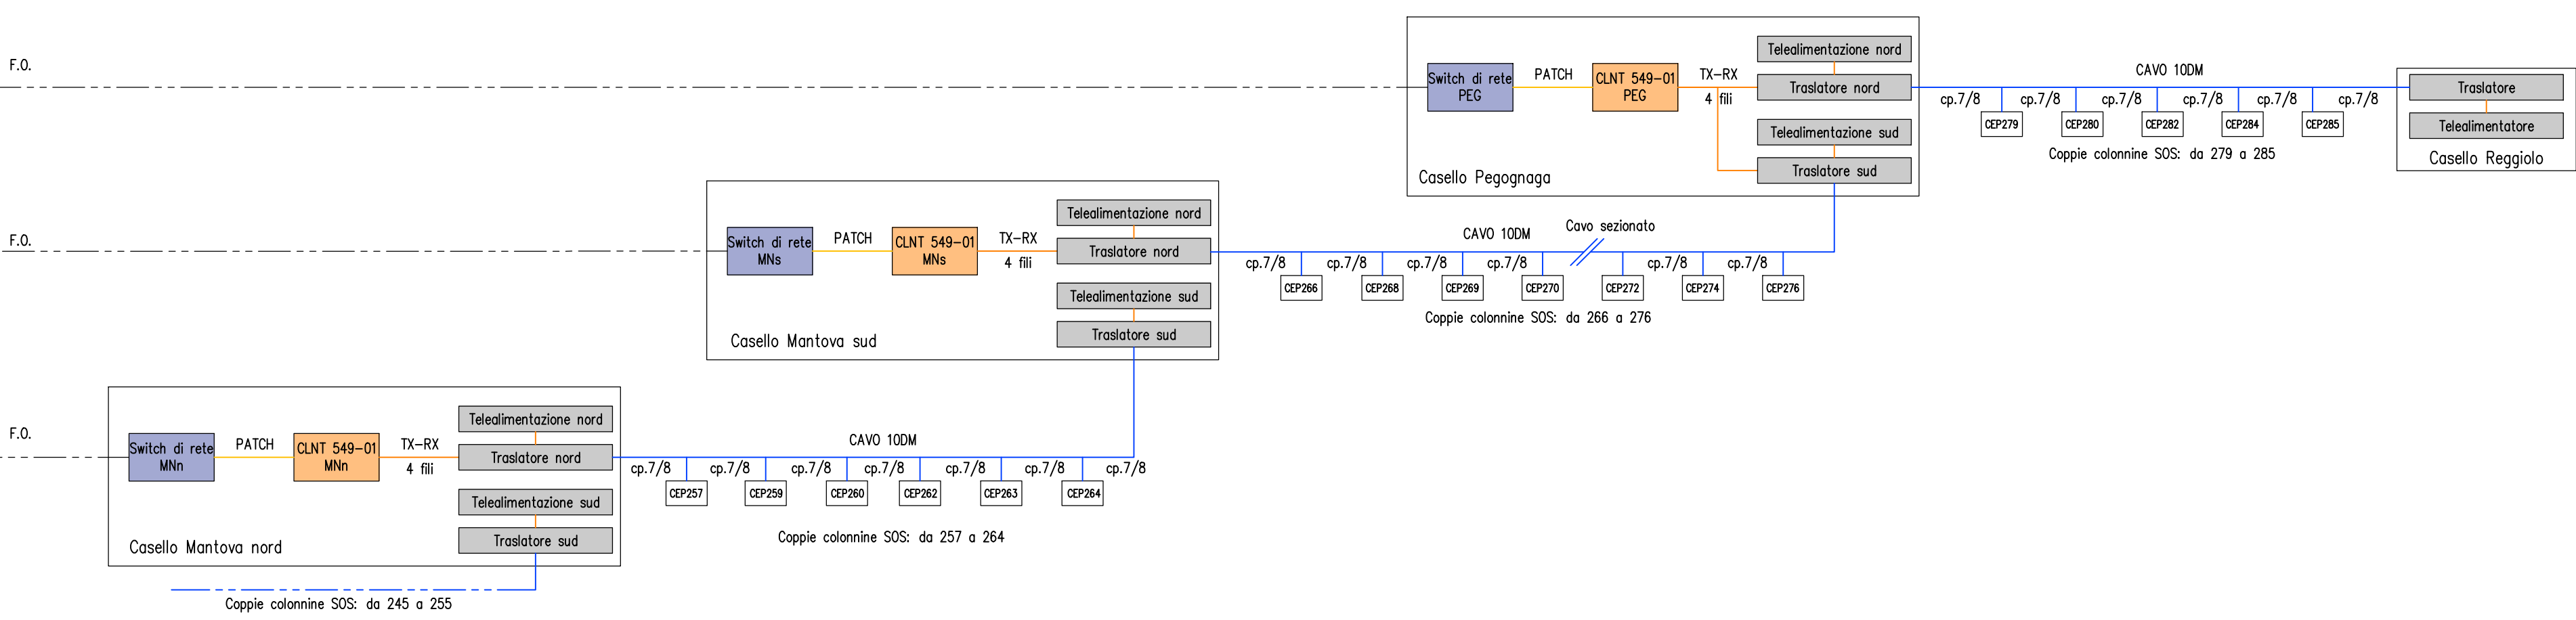 F.O.
Switch di rete
PEG
PATCH
CLNT 549-01
PEG
TX-RX
4 fili
Telealimentazione nord
Traslatore nord
Telealimentazione sud
Traslatore sud
Casello Pegognaga
CAVO 10DM
cp.7/8
cp.7/8
cp.7/8
cp.7/8
cp.7/8
cp.7/8
CEP279
CEP280
CEP282
CEP284
CEP285
Coppie colonnine SOS: da 279 a 285
Traslatore
Telealimentatore
Casello Reggiolo
F.O.
Switch di rete
MNs
PATCH
CLNT 549-01
MNs
TX-RX
4 fili
Telealimentazione nord
Traslatore nord
Telealimentazione sud
Traslatore sud
Casello Mantova sud
CAVO 10DM
Cavo sezionato
cp.7/8
cp.7/8
cp.7/8
cp.7/8
cp.7/8
cp.7/8
CEP266
CEP268
CEP269
CEP270
CEP272
CEP274
CEP276
Coppie colonnine SOS: da 266 a 276
F.O.
Switch di rete
MNn
PATCH
CLNT 549-01
MNn
TX-RX
4 fili
Telealimentazione nord
Traslatore nord
Telealimentazione sud
Traslatore sud
Casello Mantova nord
CAVO 10DM
cp.7/8
cp.7/8
cp.7/8
cp.7/8
cp.7/8
cp.7/8
cp.7/8
CEP257
CEP259
CEP260
CEP262
CEP263
CEP264
Coppie colonnine SOS: da 257 a 264
Coppie colonnine SOS: da 245 a 255